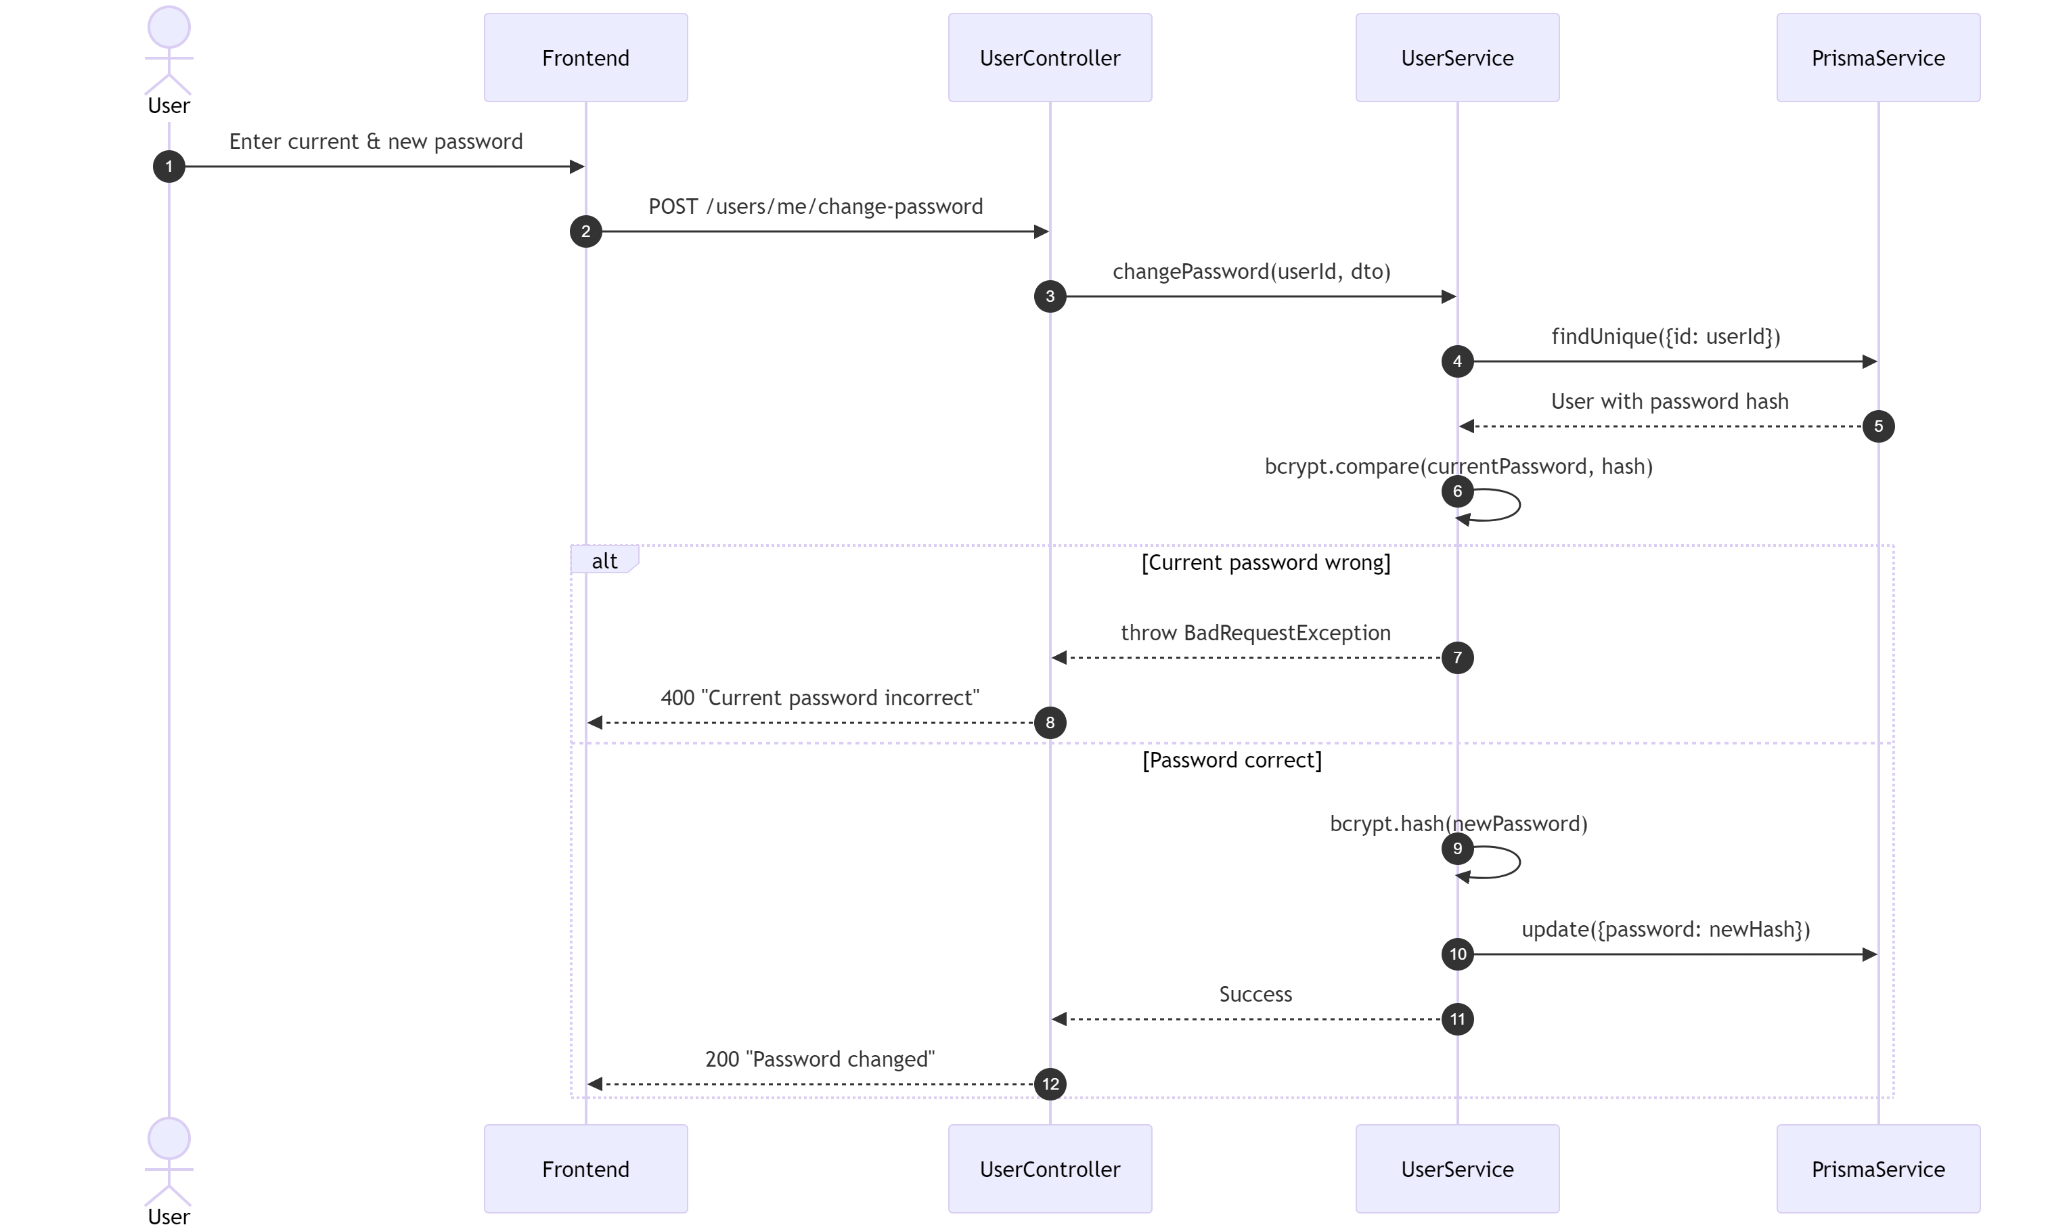 User
Frontend
UserController
UserService
PrismaService
Enter current & new password
1
POST /users/me/change-password
2
changePassword(userId, dto)
3
findUnique({id: userId})
4
User with password hash
5
bcrypt.compare(currentPassword, hash)
6
alt
[Current password wrong]
throw BadRequestException
7
400 "Current password incorrect"
8
[Password correct]
bcrypt.hash(newPassword)
9
update({password: newHash})
10
Success
11
200 "Password changed"
12
User
Frontend
UserController
UserService
PrismaService